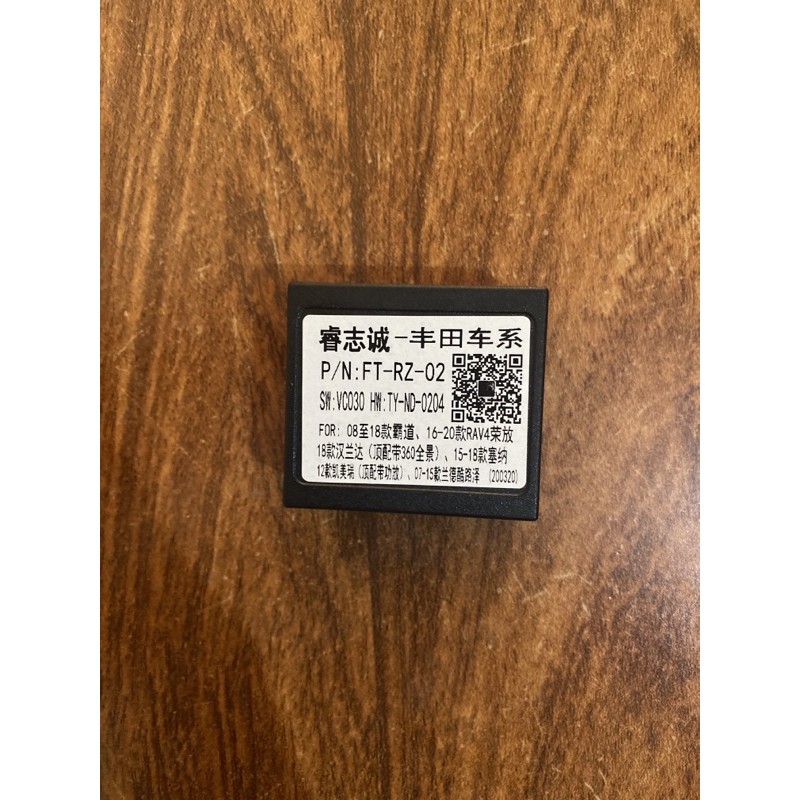 睿志诚-丰田车系
P/N:FT-RZ-02
SW:VC030 HW:TY-ND-0204
FOR: 08至18款霸道、16-20款RAV4荣放
18款汉兰达（顶配带360全景）、15-18款塞纳
12款凯美瑞（顶配带功放）、07-15款兰德酷路泽 (200320)